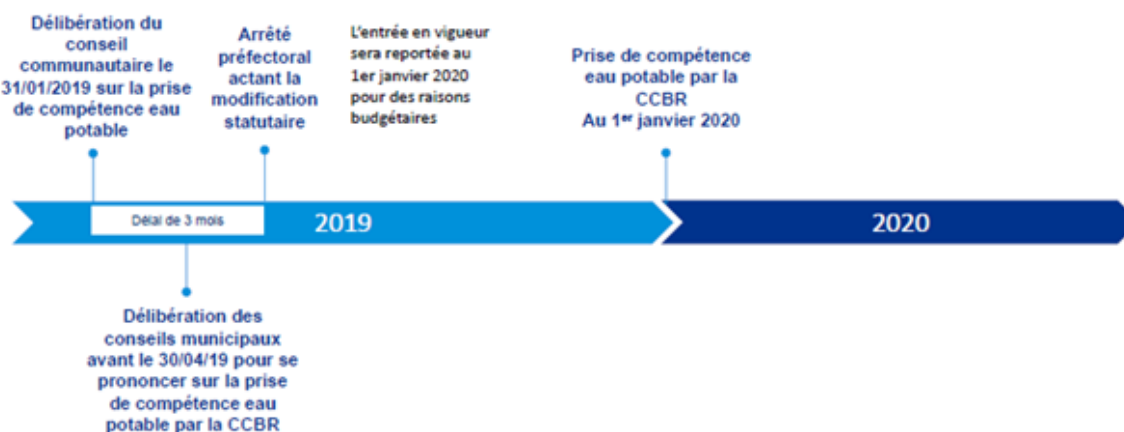 Délibération du
conseil
communautaire le
31/01/2019 sur la prise
de compétence eau
potable
Arrêté
préfectoral
actant la
modification
statutaire
L'entrée en vigueur
sera reportée au
1er janvier 2020
pour des raisons
budgétaires
Prise de compétence
eau potable par la
CCBR
Au 1er janvier 2020
Délai de 3 mois
2019
2020
Délibération des
conseils municipaux
avant le 30/04/19 pour se
prononcer sur la prise
de compétence eau
potable par la CCBR